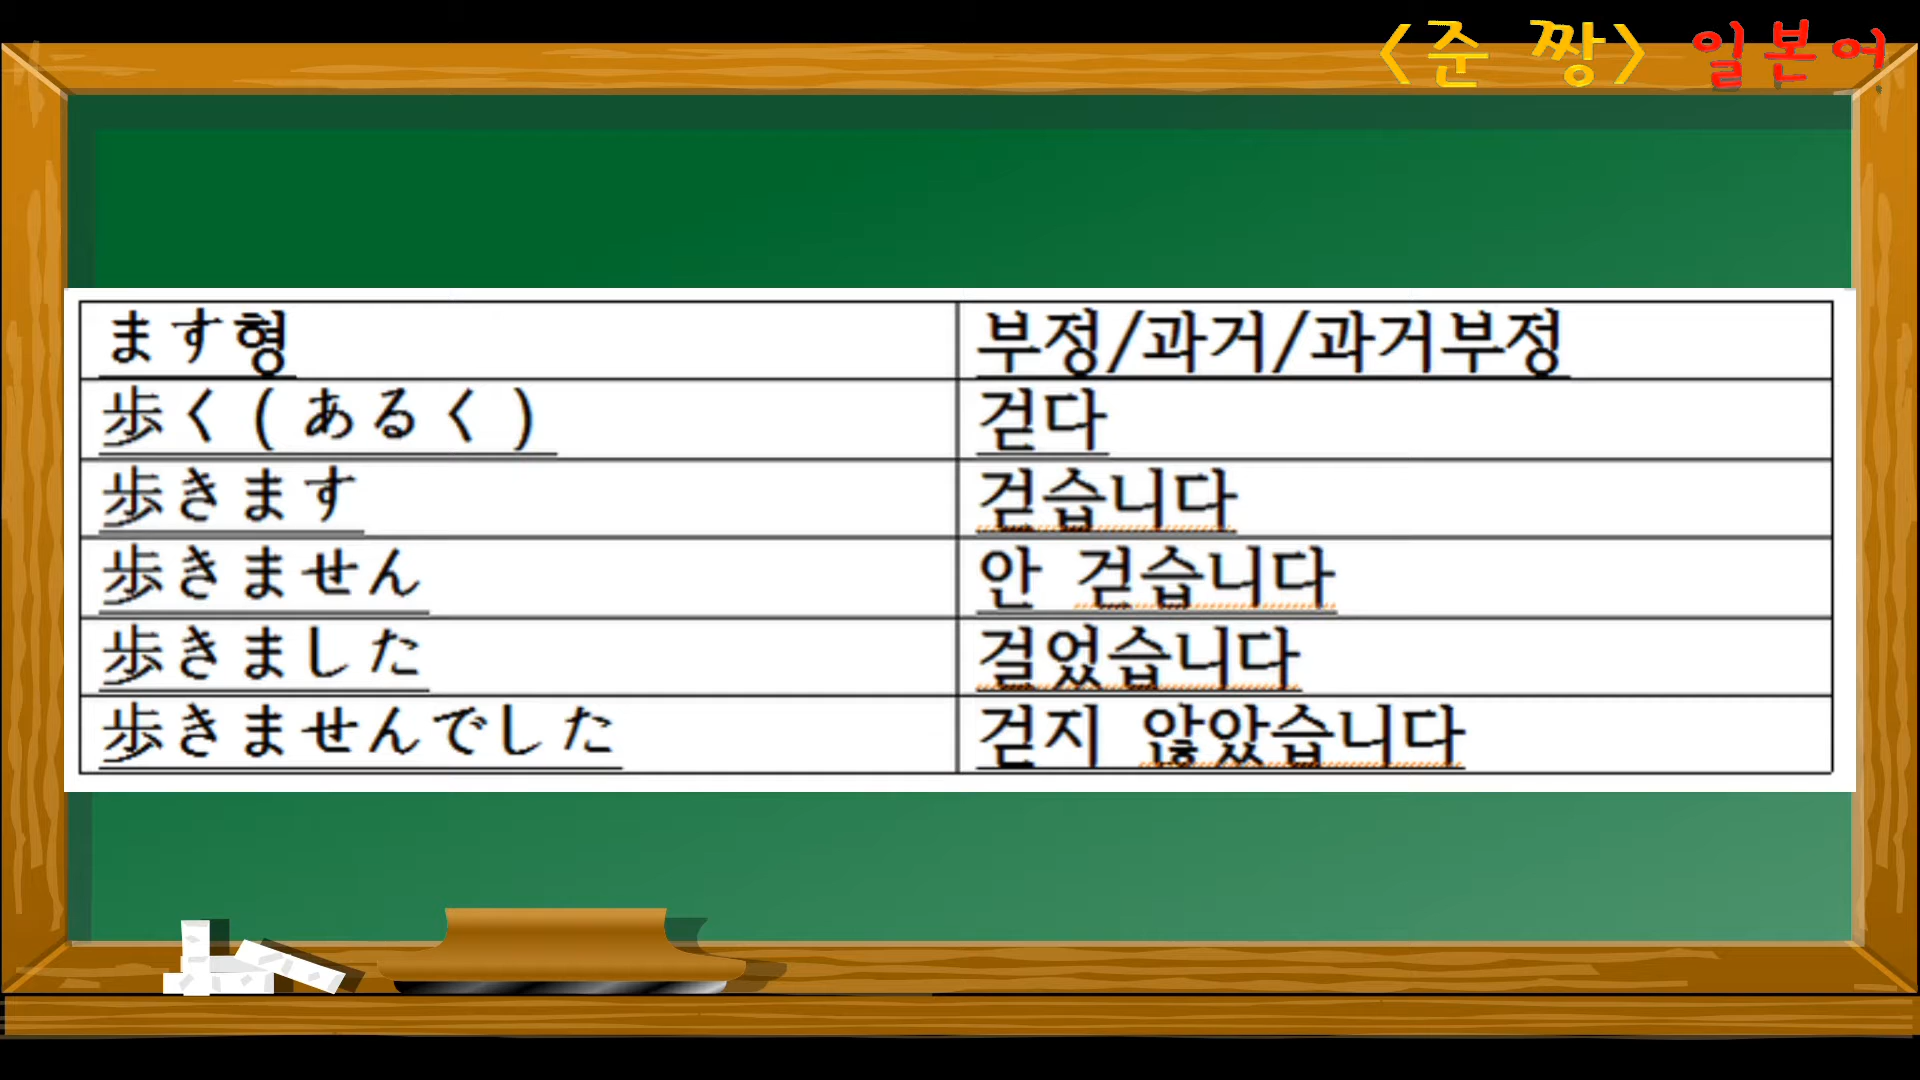 <준 짱> 일본어
ます형 부정/과거/과거부정
歩く(あるく) 걷다
歩きます 걷습니다
歩きません 안 걷습니다
歩きました 걸었습니다
歩きませんでした 걷지 않았습니다